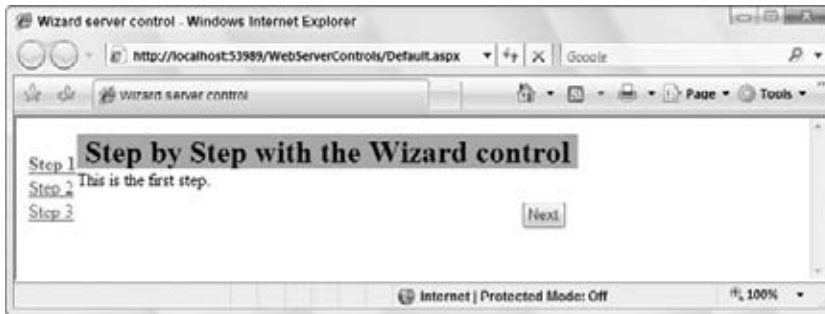 Wizard server control - Windows Internet Explorer
http://localhost:53989/WebServerControls/Default.aspx
Google
Wizard server control
Page
Tools
Step by Step with the Wizard control
Step 1
This is the first step.
Step 2
Step 3
Next
Internet | Protected Mode: Off
100%